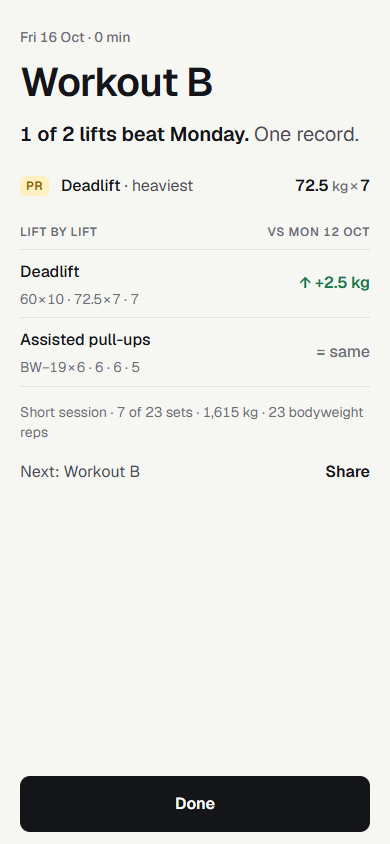 Fri 16 Oct · 0 min
Workout B
1 of 2 lifts beat Monday. One record.
PR Deadlift · heaviest 72.5 kg × 7
LIFT BY LIFT VS MON 12 OCT
Deadlift
↑ +2.5 kg
60×10 · 72.5×7 · 7
Assisted pull-ups
= same
BW−19×6 · 6 · 6 · 5
Short session · 7 of 23 sets · 1,615 kg · 23 bodyweight
reps
Next: Workout B Share
Done